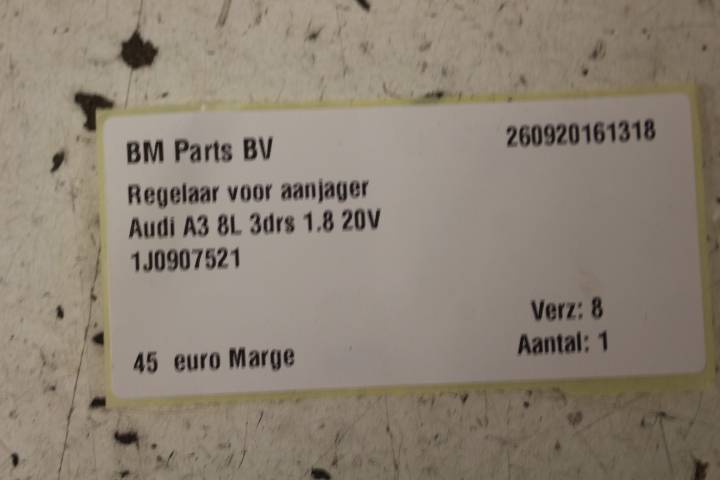 BM Parts BV
260920161318
Regelaar voor aanjager
Audi A3 8L 3drs 1.8 20V
1J0907521
Verz: 8
Aantal: 1
45 euro Marge